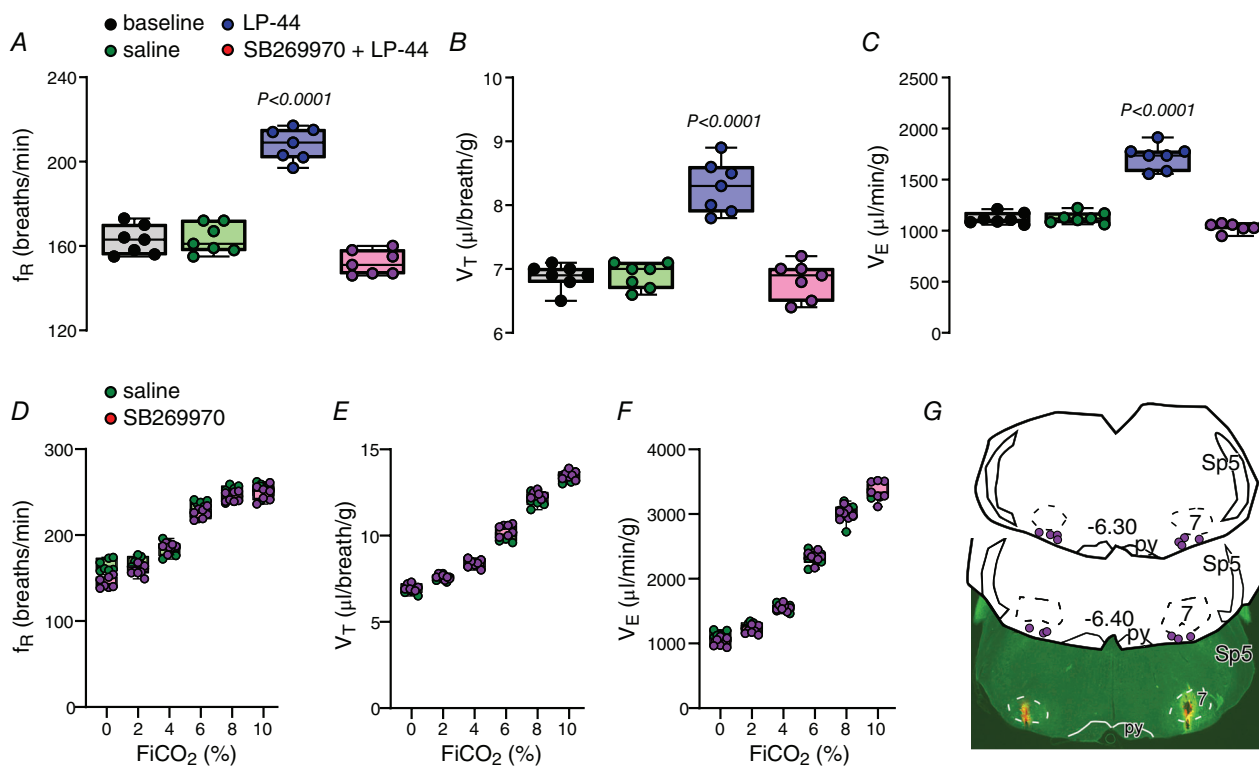 baseline LP-44
saline SB269970 + LP-44
A
240
200
160
120
fR (breaths/min)
P<0.0001
B
10
9
8
7
6
VT (µl/breath/g)
P<0.0001
C
2500
2000
1500
1000
500
0
VE (µl/min/g)
P<0.0001
saline
SB269970
D
300
200
100
0
fR (breaths/min)
0 2 4 6 8 10
FiCO2 (%)
E
15
10
5
0
VT (µl/breath/g)
0 2 4 6 8 10
FiCO2 (%)
F
4000
3000
2000
1000
0
VE (µl/min/g)
0 2 4 6 8 10
FiCO2 (%)
G
Sp5
-6.30 7
py
Sp5
-6.40 7
py
Sp5
7
py